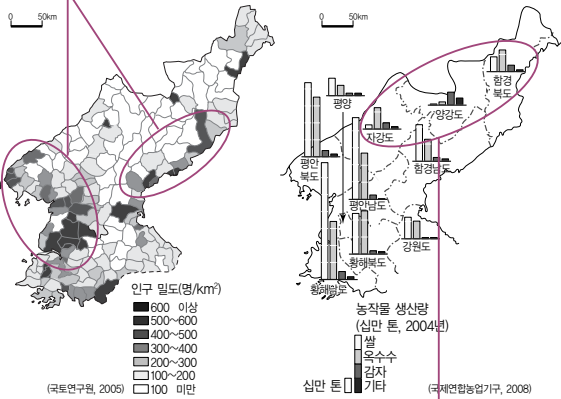 0 50km
인구 밀도(명/km²)
600 이상
500~600
400~500
300~400
200~300
100~200
100 미만
(국토연구원, 2005)
0 50km
함경
북도
평양
양강도
자강도
평안
북도
함경남도
평안남도
강원도
황해북도
황해남도
농작물 생산량
(십만 톤, 2004년)
쌀
옥수수
감자
기타
십만 톤
(국제연합농업기구, 2008)